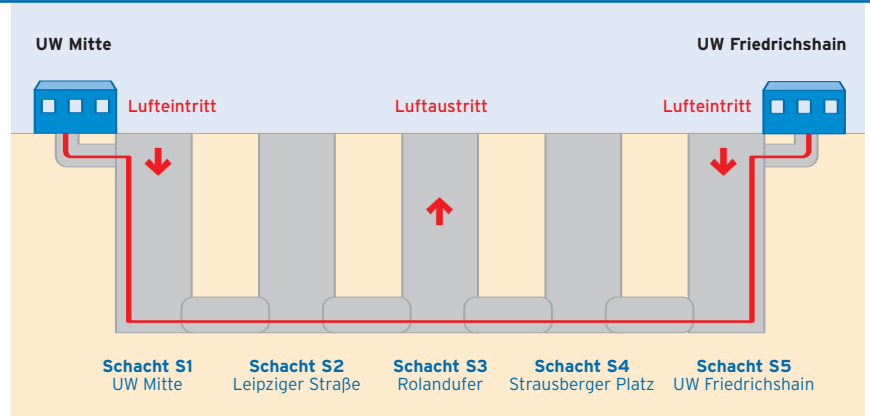 UW Mitte
UW Friedrichshain
Lufteintritt
Luftaustritt
Lufteintritt
Schacht S1
UW Mitte
Schacht S2
Leipziger Straße
Schacht S3
Rolandufer
Schacht S4
Strausberger Platz
Schacht S5
UW Friedrichshain